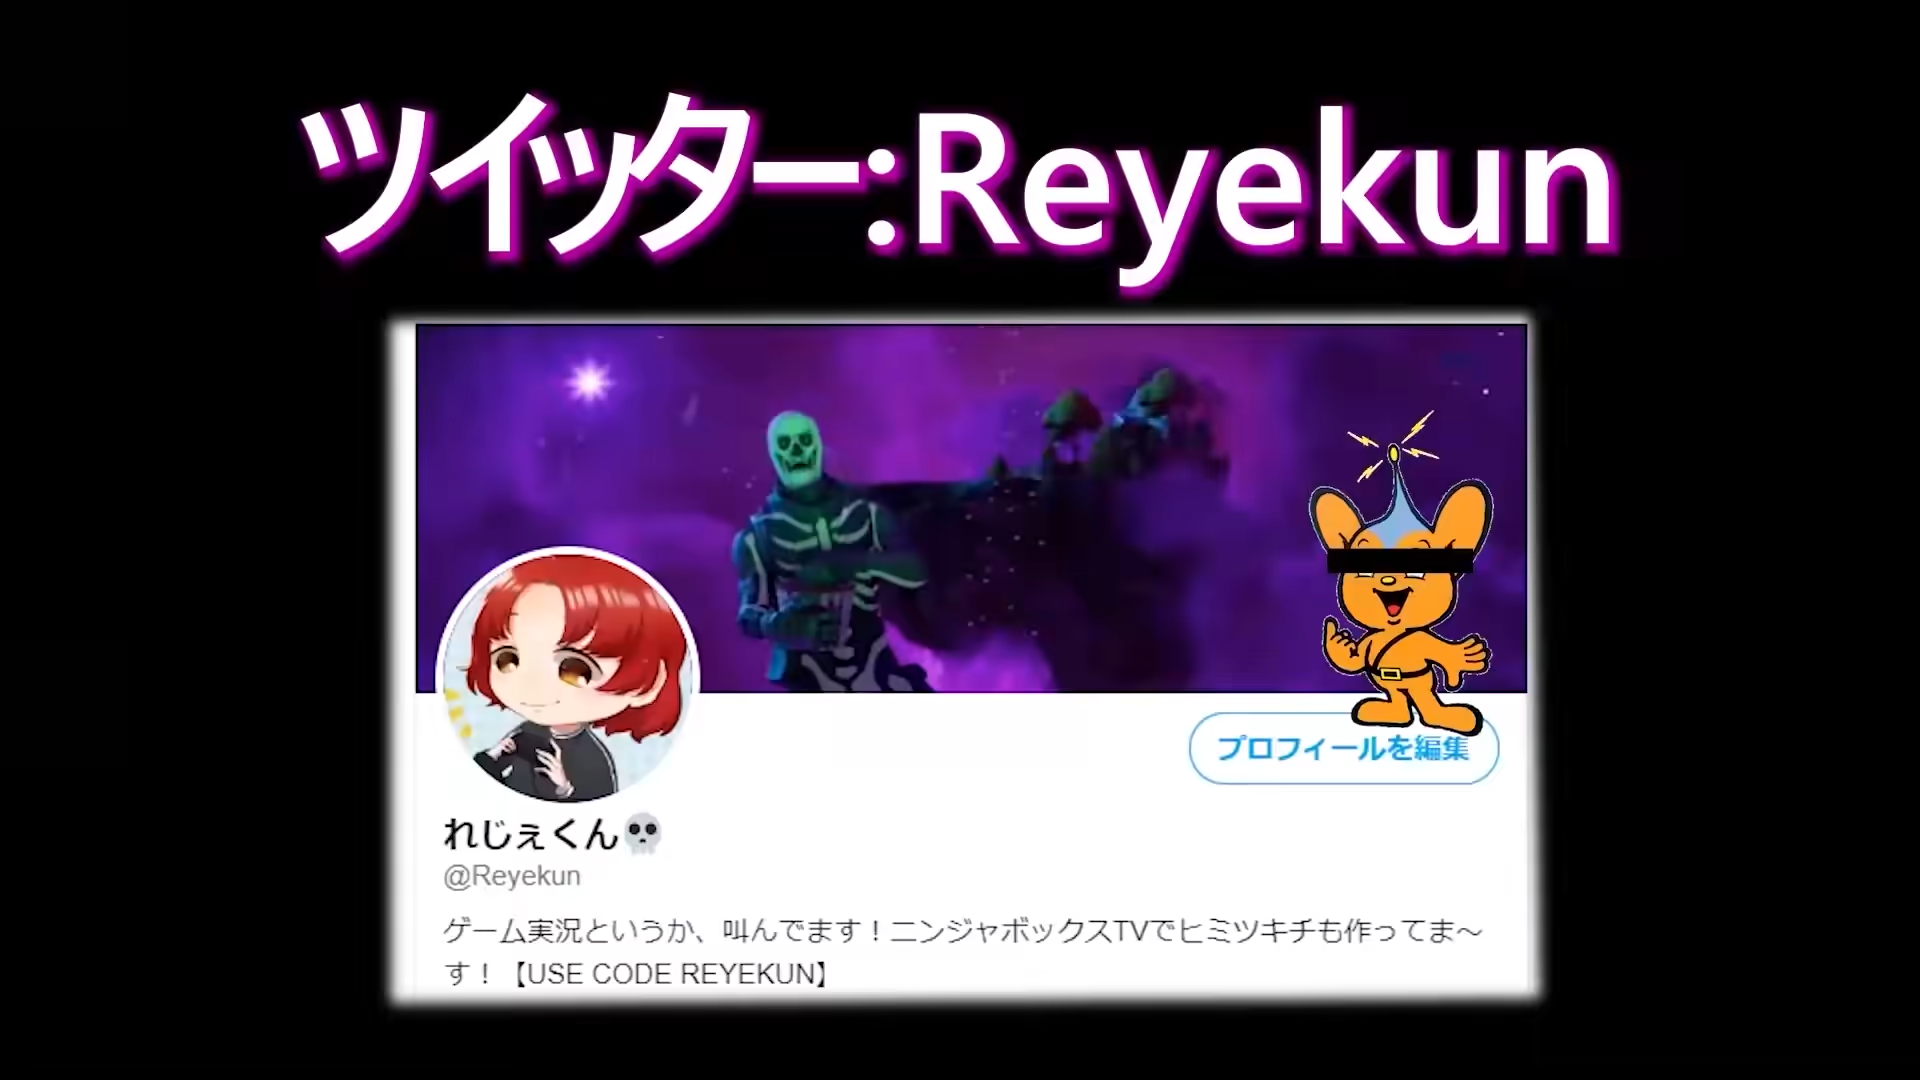 ツイッター:Reyekun
プロフィールを編集
れじぇくん💀
@Reyekun
ゲーム実況というか、叫んでます！ニンジャボックスTVでヒミツキチも作ってま〜
す！【USE CODE REYEKUN】